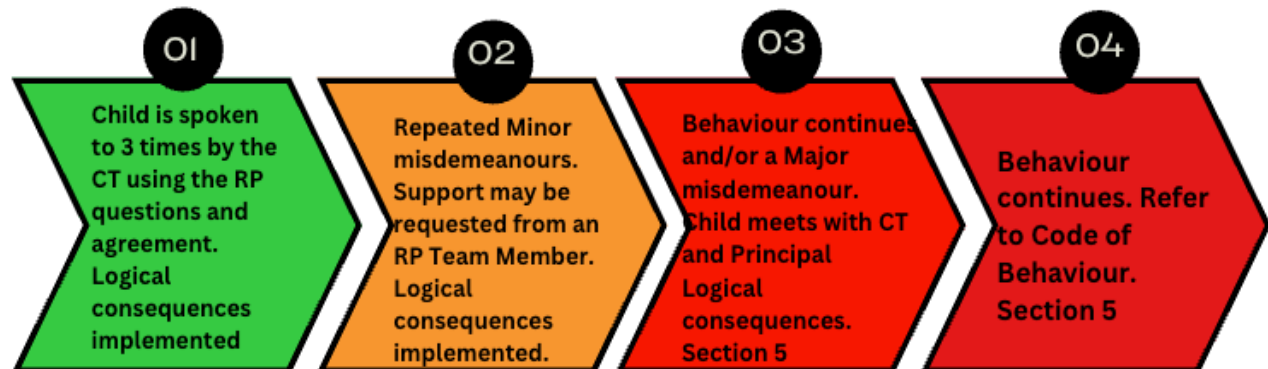 01
Child is spoken
to 3 times by the
CT using the RP
questions and
agreement.
Logical
consequences
implemented
02
Repeated Minor
misdemeanours.
Support may be
requested from an
RP Team Member.
Logical
consequences
implemented.
03
Behaviour continues
and/or a Major
misdemeanour.
Child meets with CT
and Principal
Logical
consequences.
Section 5
04
Behaviour
continues. Refer
to Code of
Behaviour.
Section 5